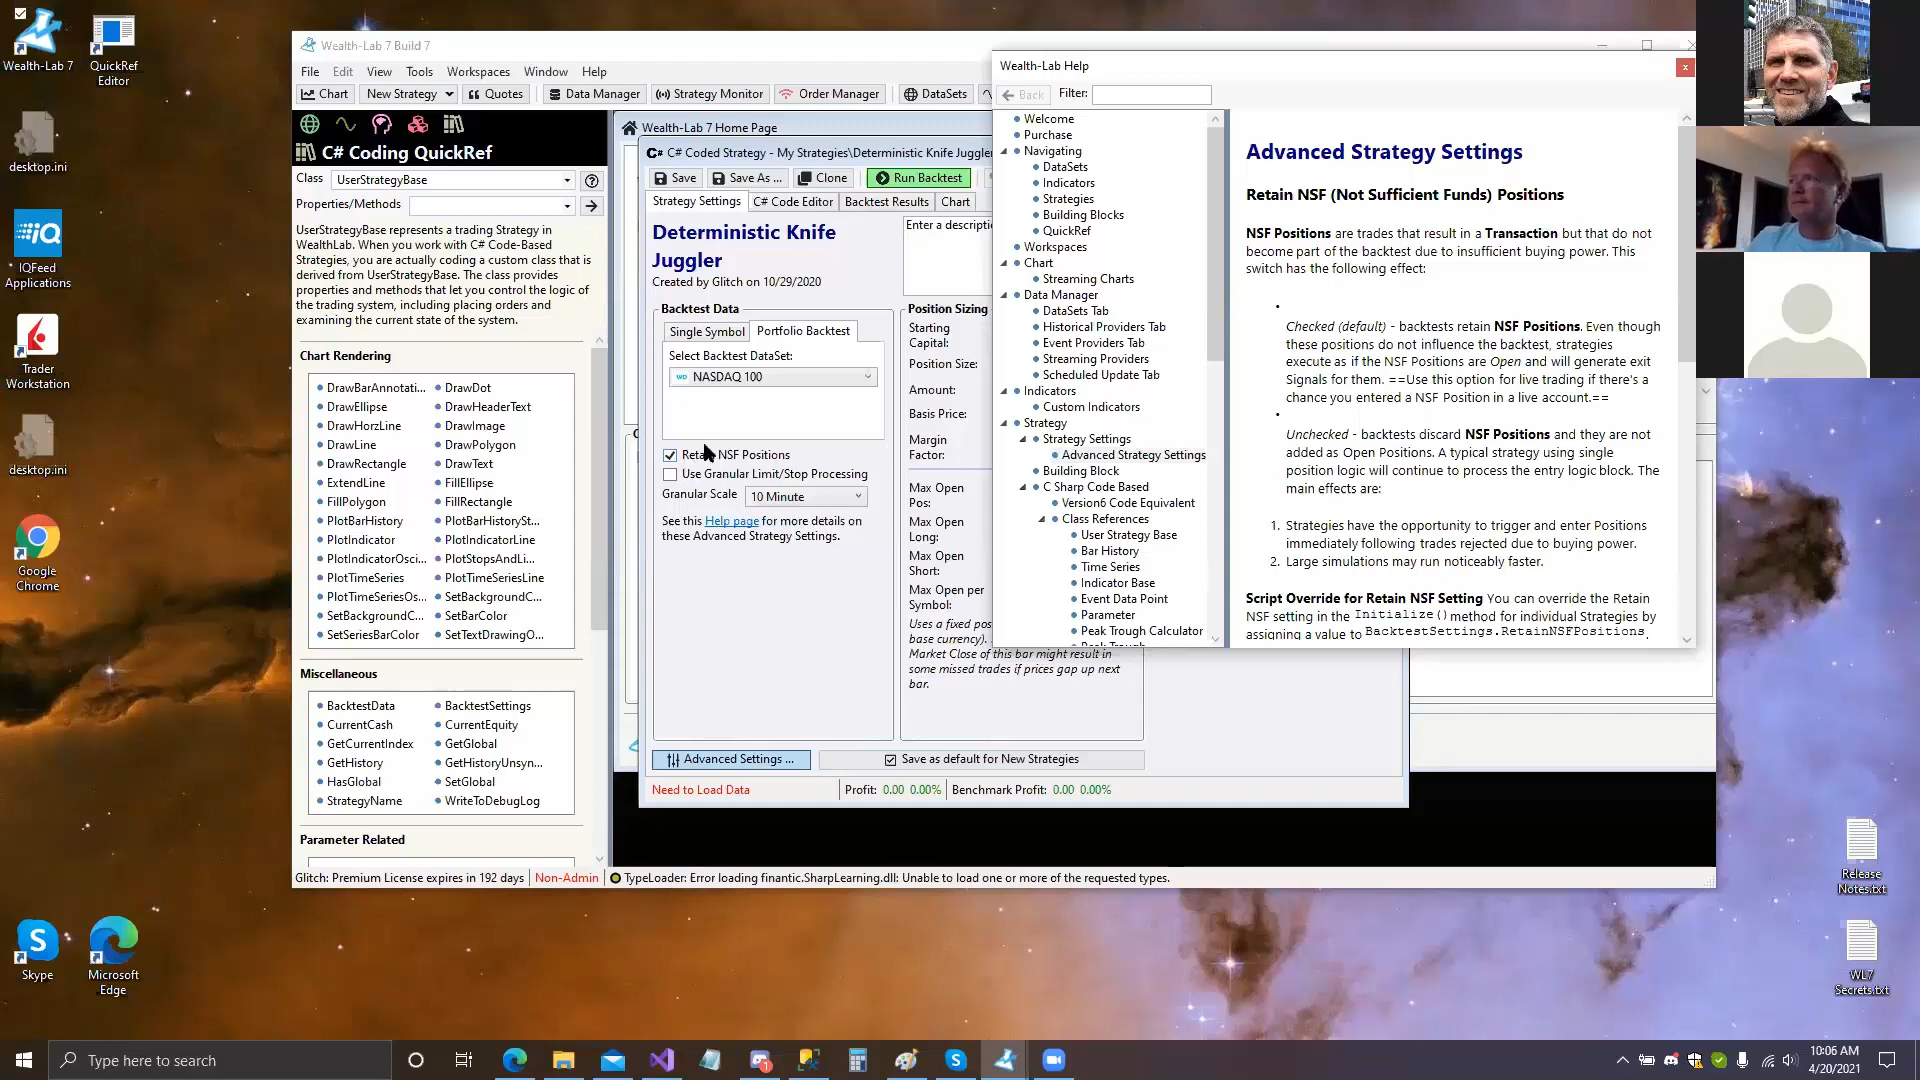 Wealth-Lab 7
QuickRef
Editor
desktop.ini
IQ
IQFeed
Applications
Trader
Workstation
desktop.ini
Google
Chrome
Skype
Microsoft
Edge
Release
Notes.txt
WL7
Secrets.txt
Wealth-Lab 7 Build 7
File Edit View Tools Workspaces Window Help
Chart New Strategy Quotes Data Manager Strategy Monitor Order Manager DataSets
C# Coding QuickRef
Class UserStrategyBase
Properties/Methods
UserStrategyBase represents a trading Strategy in
WealthLab. When you work with C# Code-Based
Strategies, you are actually coding a custom class that is
derived from UserStrategyBase. The class provides
properties and methods that let you control the logic of
the trading system, including placing orders and
examining the current state of the system.
Chart Rendering
DrawBarAnnotati... DrawDot
DrawEllipse DrawHeaderText
DrawHorzLine DrawImage
DrawLine DrawPolygon
DrawRectangle DrawText
ExtendLine FillEllipse
FillPolygon FillRectangle
PlotBarHistory PlotBarHistorySt...
PlotIndicator PlotIndicatorLine
PlotIndicatorOsci... PlotStopsAndLi...
PlotTimeSeries PlotTimeSeriesLine
PlotTimeSeriesOs... SetBackgroundC...
SetBackgroundC... SetBarColor
SetSeriesBarColor SetTextDrawingO...
Miscellaneous
BacktestData BacktestSettings
CurrentCash CurrentEquity
GetCurrentIndex GetGlobal
GetHistory GetHistoryUnsyn...
HasGlobal SetGlobal
StrategyName WriteToDebugLog
Parameter Related
Glitch: Premium License expires in 192 days Non-Admin TypeLoader: Error loading finantic.SharpLearning.dll: Unable to load one or more of the requested types.
Wealth-Lab 7 Home Page
C# C# Coded Strategy - My Strategies\Deterministic Knife Juggler
Save Save As ... Clone Run Backtest
Strategy Settings C# Code Editor Backtest Results Chart
Deterministic Knife
Juggler
Created by Glitch on 10/29/2020
Enter a descripti
Backtest Data
Single Symbol Portfolio Backtest
Select Backtest DataSet:
NASDAQ 100
NSF Positions
Use Granular Limit/Stop Processing
Granular Scale 10 Minute
See this Help page for more details on
these Advanced Strategy Settings.
Position Sizing
Starting
Capital:
Position Size:
Amount:
Basis Price:
Margin
Factor:
Max Open
Pos:
Max Open
Long:
Max Open
Short:
Max Open per
Symbol:
Uses a fixed pos
base currency).
Market Close of this bar might result in
some missed trades if prices gap up next
bar.
Advanced Settings ... Save as default for New Strategies
Need to Load Data Profit: 0.00 0.00% Benchmark Profit: 0.00 0.00%
Wealth-Lab Help
Back Filter:
Welcome
Purchase
Navigating
DataSets
Indicators
Strategies
Building Blocks
QuickRef
Workspaces
Chart
Streaming Charts
Data Manager
DataSets Tab
Historical Providers Tab
Event Providers Tab
Streaming Providers
Scheduled Update Tab
Indicators
Custom Indicators
Strategy
Strategy Settings
Advanced Strategy Settings
Building Block
C Sharp Code Based
Version6 Code Equivalent
Class References
User Strategy Base
Bar History
Time Series
Indicator Base
Event Data Point
Parameter
Peak Trough Calculator
Advanced Strategy Settings
Retain NSF (Not Sufficient Funds) Positions
NSF Positions are trades that result in a Transaction but that do not
become part of the backtest due to insufficient buying power. This
switch has the following effect:
Checked (default) - backtests retain NSF Positions. Even though
these positions do not influence the backtest, strategies
execute as if the NSF Positions are Open and will generate exit
Signals for them. ==Use this option for live trading if there's a
chance you entered a NSF Position in a live account.==
Unchecked - backtests discard NSF Positions and they are not
added as Open Positions. A typical strategy using single
position logic will continue to process the entry logic block. The
main effects are:
1. Strategies have the opportunity to trigger and enter Positions
immediately following trades rejected due to buying power.
2. Large simulations may run noticeably faster.
Script Override for Retain NSF Setting You can override the Retain
NSF setting in the Initialize() method for individual Strategies by
assigning a value to BacktestSettings.RetainNSFPositions.
Type here to search
10:06 AM
4/20/2021